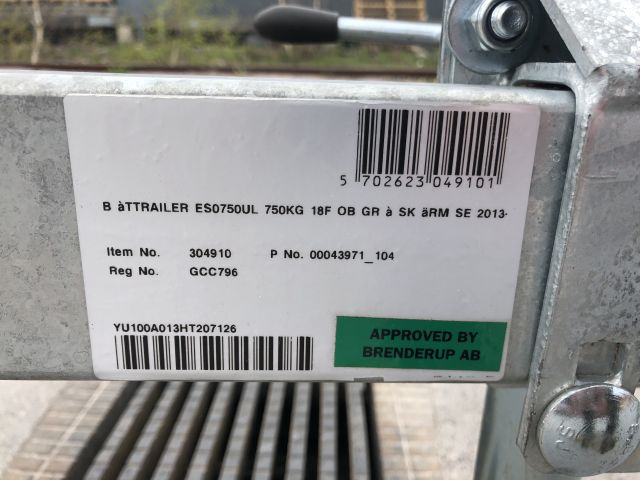 5 702623 049101
B àTTRAILER ES0750UL 750KG 18F OB GR à SK äRM SE 2013-
Item No. 304910 P No. 00043971_104
Reg No. GCC796
YU100A013HT207126
APPROVED BY
BRENDERUP AB